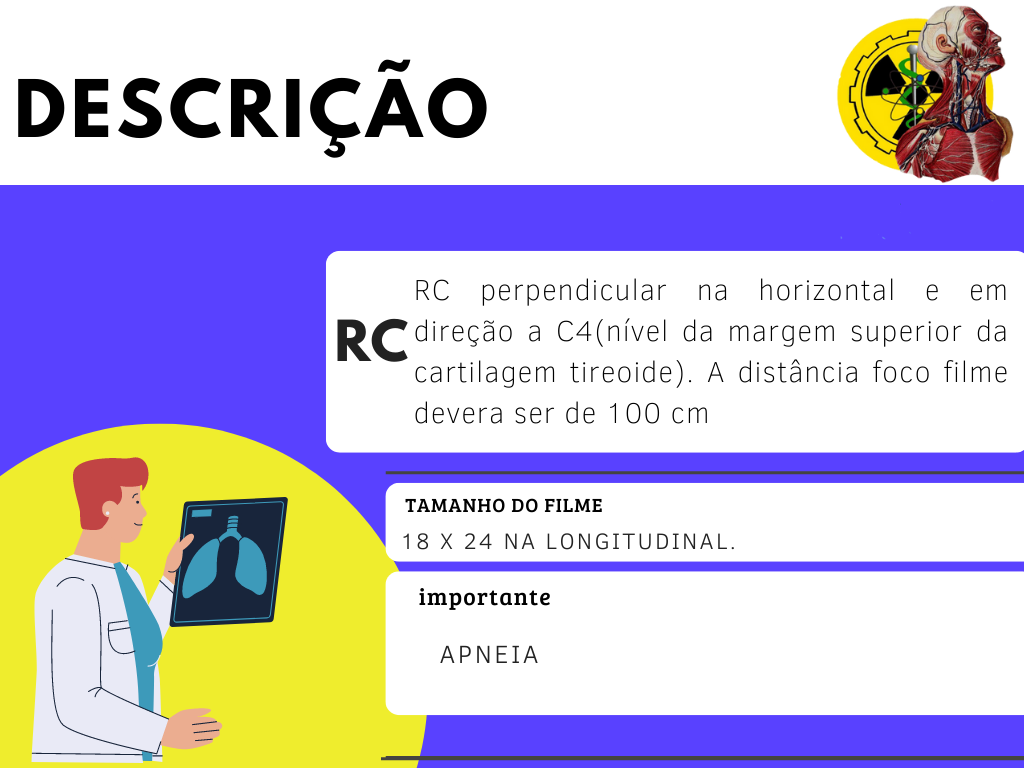 DESCRIÇÃO
RC
RC perpendicular na horizontal e em
direção a C4(nível da margem superior da
cartilagem tireoide). A distância foco filme
devera ser de 100 cm
TAMANHO DO FILME
18 X 24 NA LONGITUDINAL.
importante
APNEIA